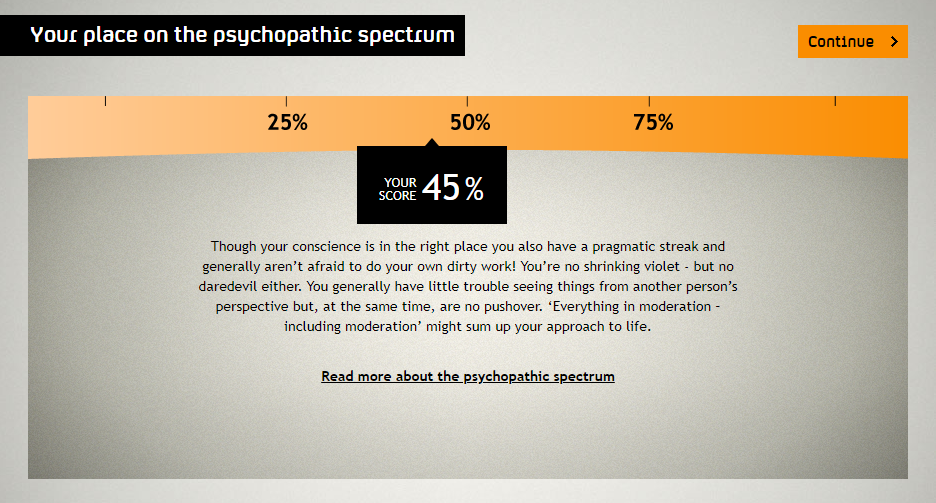 Your place on the psychopathic spectrum
Continue
25%
50%
75%
YOUR
SCORE 45%
Though your conscience is in the right place you also have a pragmatic streak and
generally aren’t afraid to do your own dirty work! You’re no shrinking violet - but no
daredevil either. You generally have little trouble seeing things from another person’s
perspective but, at the same time, are no pushover. ‘Everything in moderation –
including moderation’ might sum up your approach to life.
Read more about the psychopathic spectrum